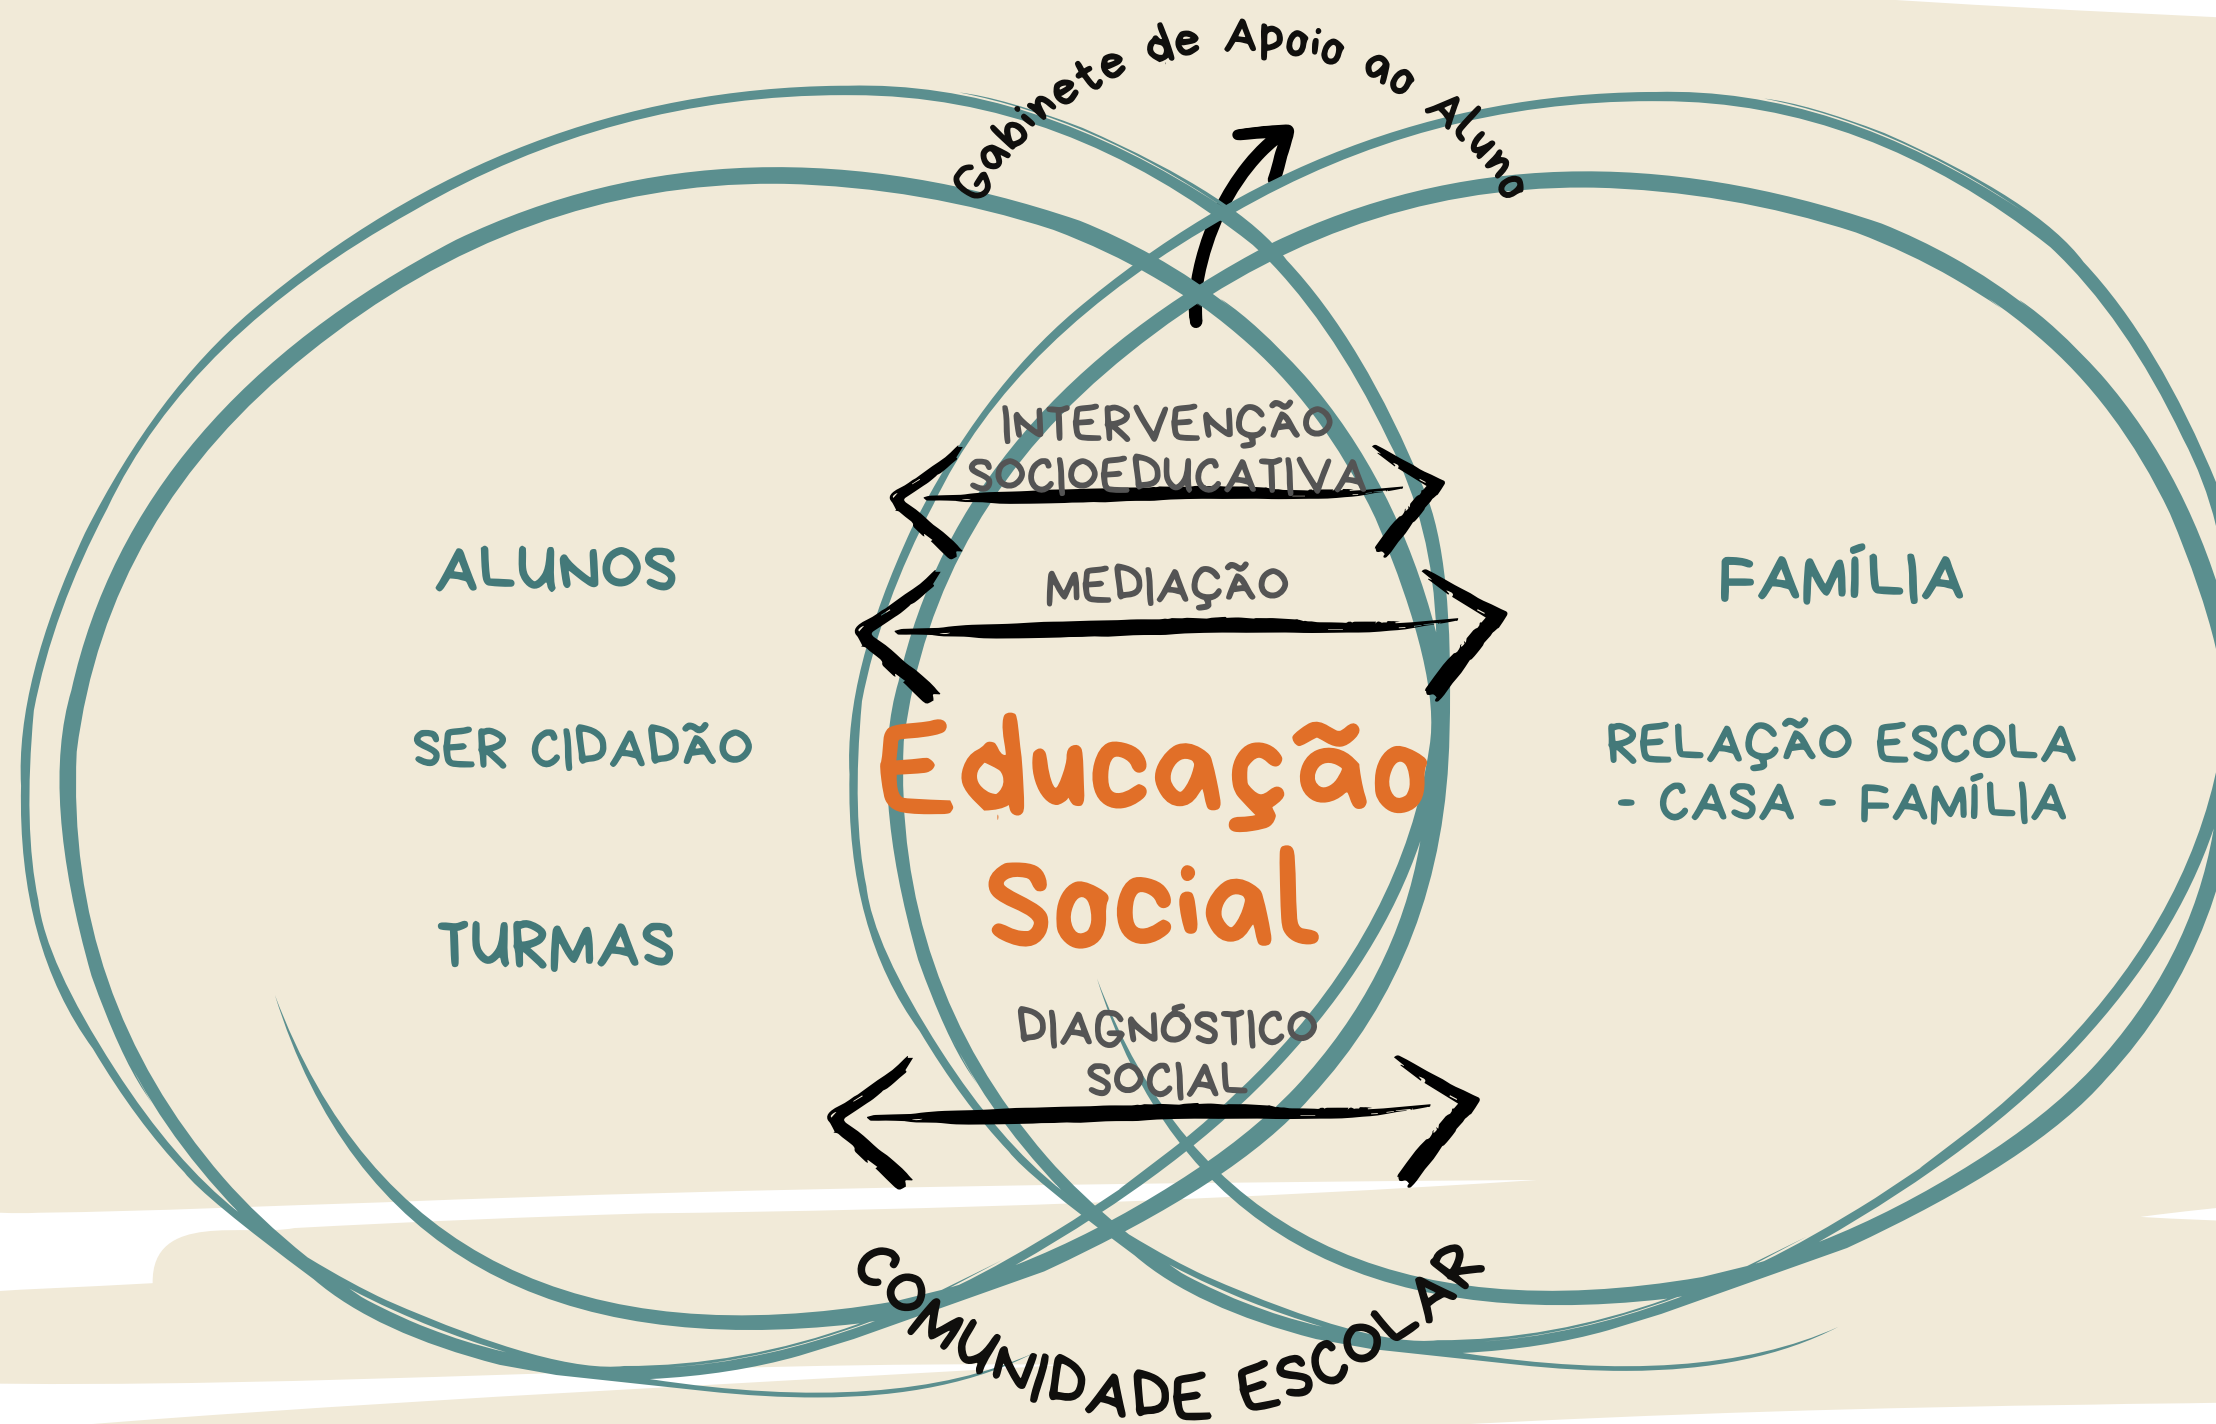 Gabinete de Apoio ao Aluno
INTERVENÇÃO
SOCIOEDUCATIVA
MEDIAÇÃO
ALUNOS
FAMÍLIA
SER CIDADÃO
Educação
Social
RELAÇÃO ESCOLA
- CASA - FAMÍLIA
TURMAS
DIAGNÓSTICO
SOCIAL
COMUNIDADE ESCOLAR